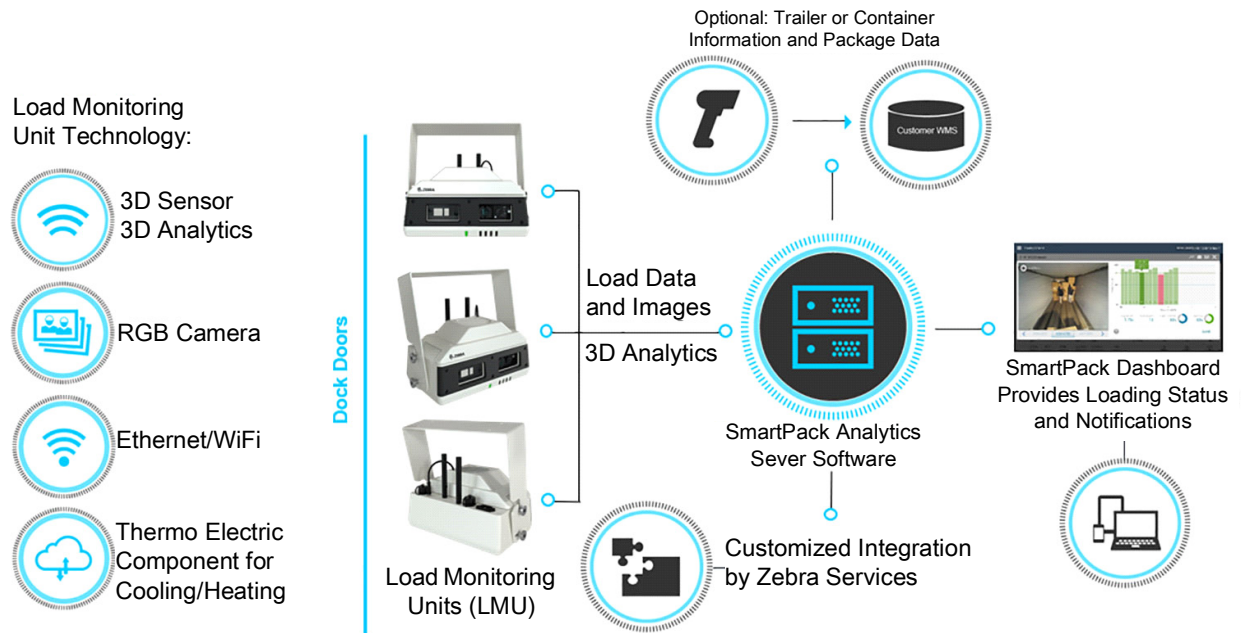 Optional: Trailer or Container
Information and Package Data
Customer WMS
Load Monitoring
Unit Technology:
3D Sensor
3D Analytics
RGB Camera
Ethernet/WiFi
Thermo Electric
Component for
Cooling/Heating
Dock Doors
ZEBRA
ZEBRA
Load Monitoring
Units (LMU)
Load Data
and Images
3D Analytics
SmartPack Analytics
Sever Software
Customized Integration
by Zebra Services
SmartPack Dashboard
Provides Loading Status
and Notifications